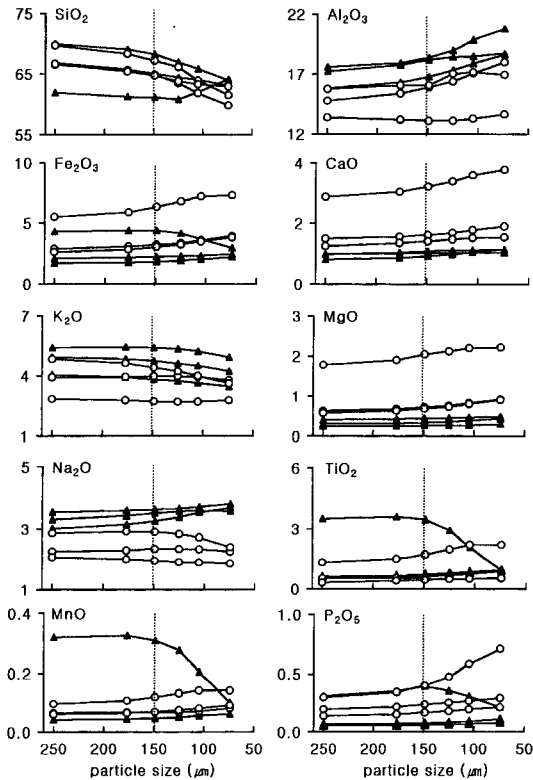 SiO₂
75
65
55
Al₂O₃
22
17
12
Fe₂O₃
10
5
0
CaO
4
2
0
K₂O
7
4
1
MgO
3
2
1
0
Na₂O
5
3
1
TiO₂
6
3
0
MnO
0.4
0.2
0.0
250 200 150 100 50
particle size (㎛)
P₂O₅
1.0
0.5
0.0
250 200 150 100 50
particle size (㎛)